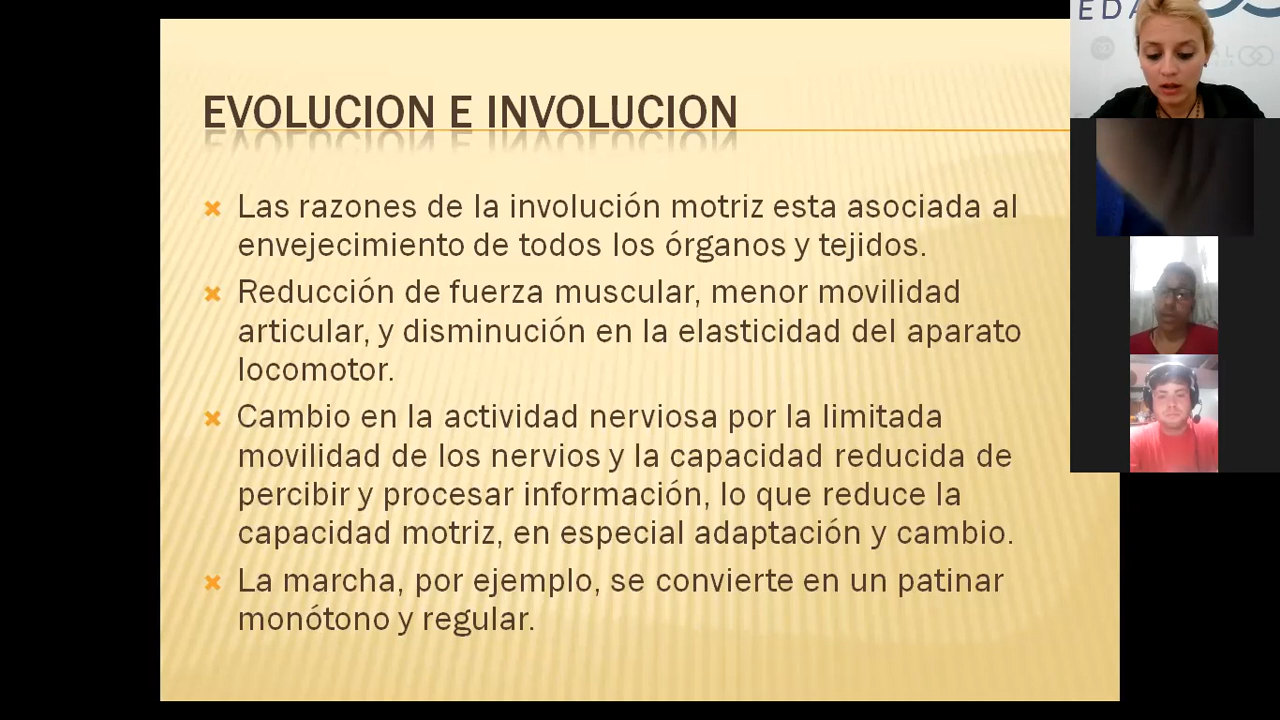 EVOLUCION E INVOLUCION
Las razones de la involución motriz esta asociada al
envejecimiento de todos los órganos y tejidos.
Reducción de fuerza muscular, menor movilidad
articular, y disminución en la elasticidad del aparato
locomotor.
Cambio en la actividad nerviosa por la limitada
movilidad de los nervios y la capacidad reducida de
percibir y procesar información, lo que reduce la
capacidad motriz, en especial adaptación y cambio.
La marcha, por ejemplo, se convierte en un patinar
monótono y regular.